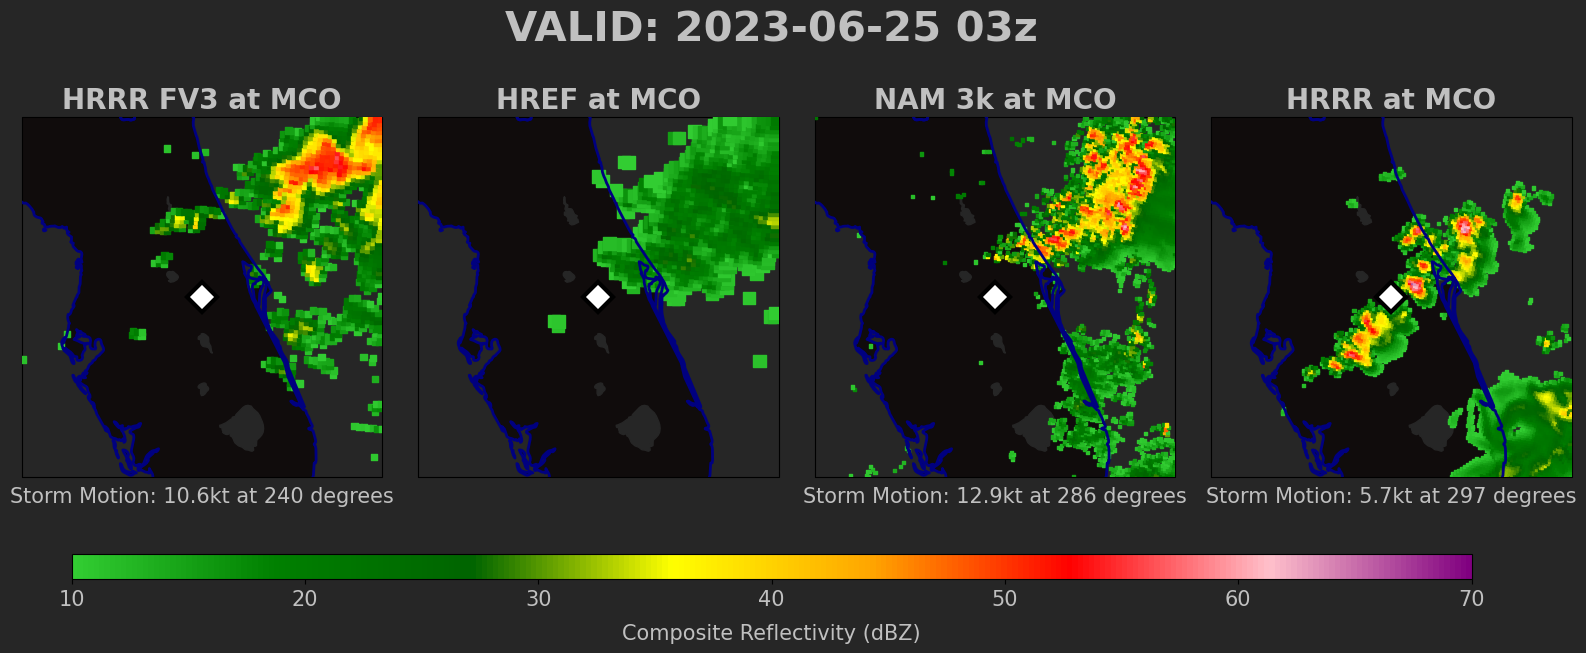 VALID: 2023-06-25 03z
HRRR FV3 at MCO
HREF at MCO
NAM 3k at MCO
HRRR at MCO
Storm Motion: 10.6kt at 240 degrees
Storm Motion: 12.9kt at 286 degrees
Storm Motion: 5.7kt at 297 degrees
10 20 30 40 50 60 70
Composite Reflectivity (dBZ)